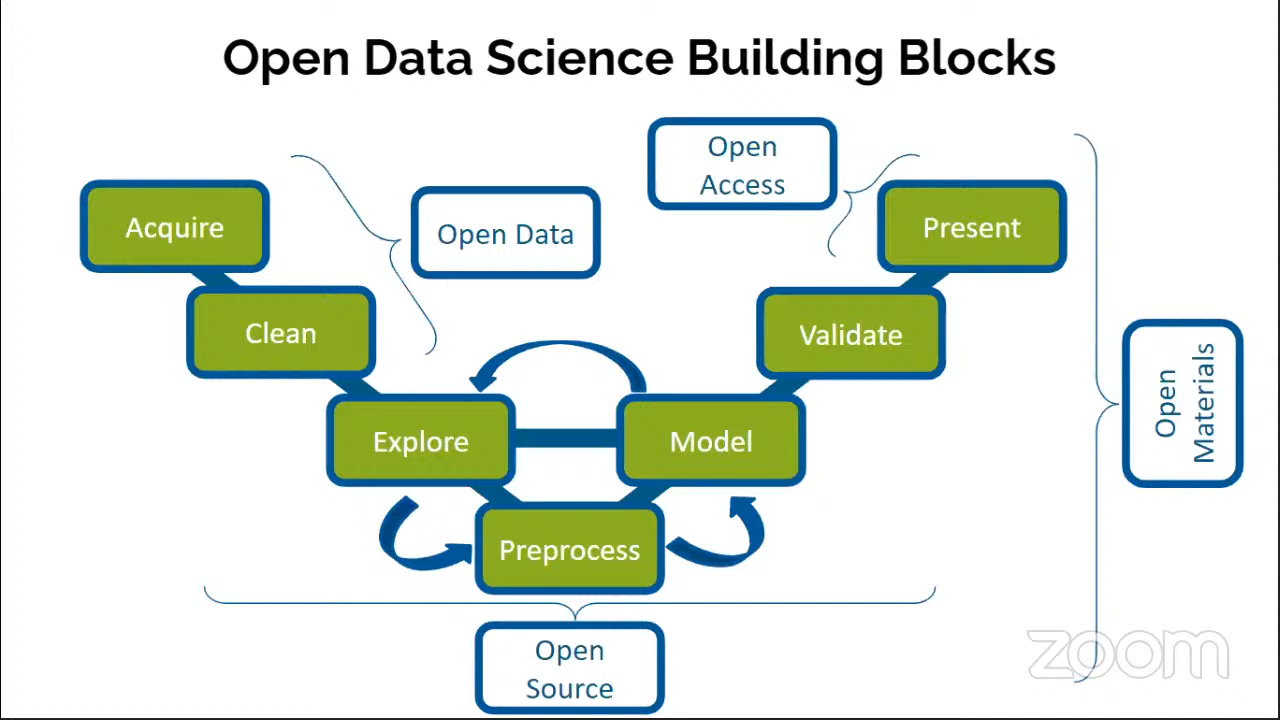 Open Data Science Building Blocks
Open
Access
Acquire
Open Data
Present
Clean
Validate
Explore
Model
Open
Materials
Preprocess
Open
Source
zoom